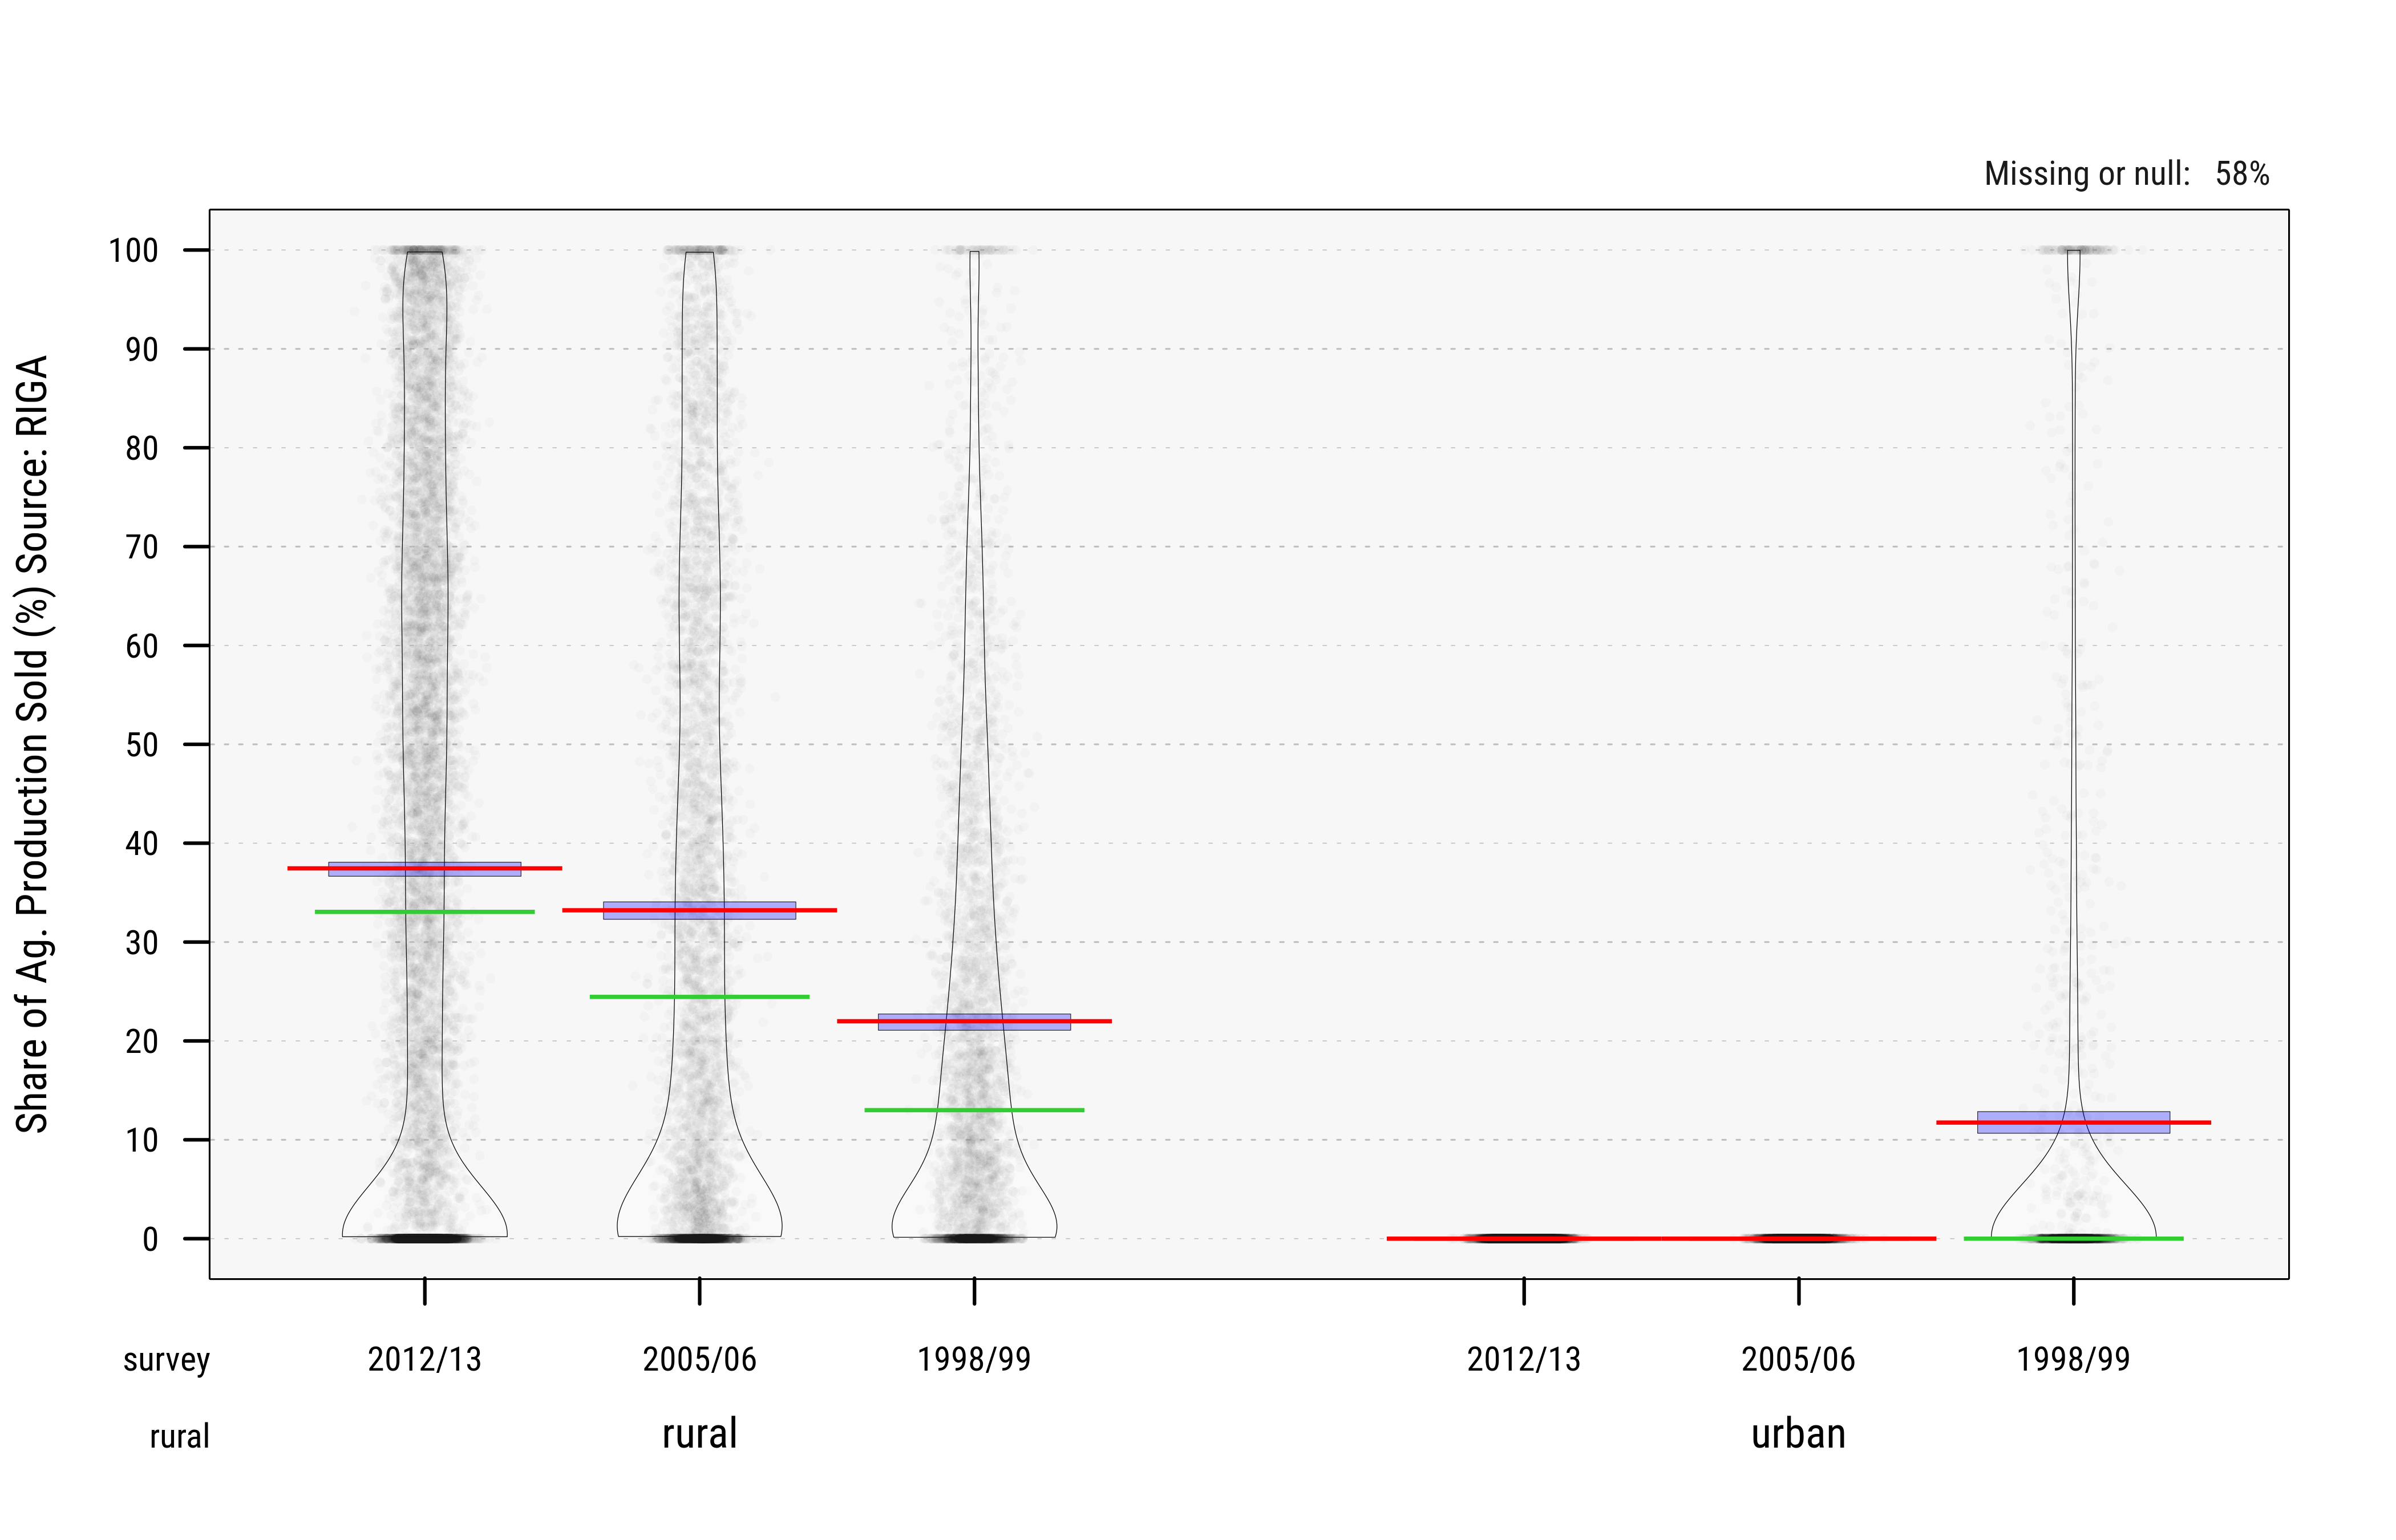 Missing or null: 58%
Share of Ag. Production Sold (%) Source: RIGA
100
90
80
70
60
50
40
30
20
10
0
survey 2012/13 2005/06 1998/99 2012/13 2005/06 1998/99
rural rural urban